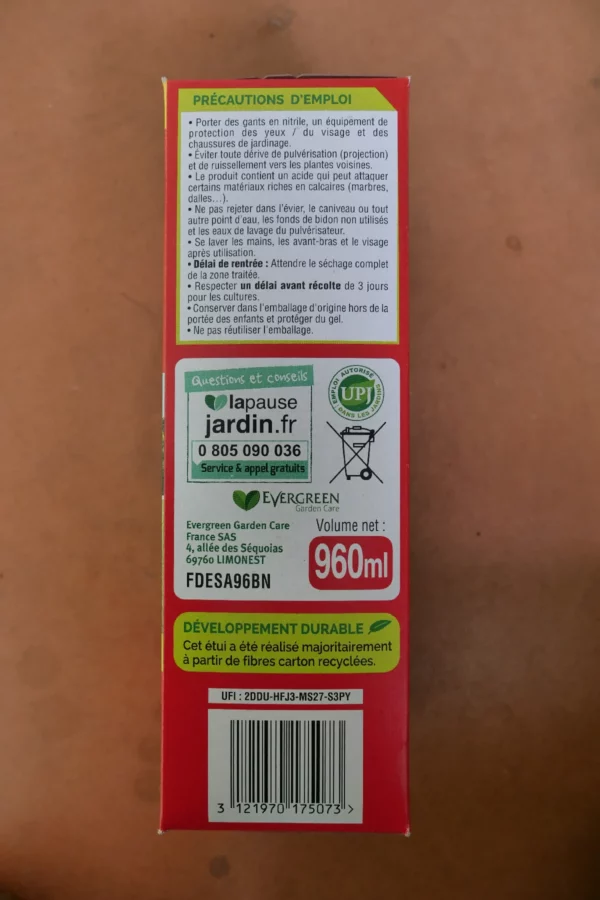 PRÉCAUTIONS D'EMPLOI
• Porter des gants en nitrile, un équipement de
protection des yeux / du visage et des
chaussures de jardinage.
• Éviter toute dérive de pulvérisation (projection)
et de ruissellement vers les plantes voisines.
• Le produit contient un acide qui peut attaquer
certains matériaux riches en calcaires (marbres,
dalles...).
• Ne pas rejeter dans l'évier, le caniveau ou tout
autre point d'eau, les fonds de bidon non utilisés
et les eaux de lavage du pulvérisateur.
• Se laver les mains, les avant-bras et le visage
après utilisation.
• Délai de rentrée : Attendre le séchage complet
de la zone traitée.
• Respecter un délai avant récolte de 3 jours
pour les cultures.
• Conserver dans l'emballage d'origine hors de la
portée des enfants et protéger du gel.
• Ne pas réutiliser l'emballage.
Questions et conseils
lapause
jardin.fr
0 805 090 036
Service & appel gratuits
EMPLOI AUTORISÉ
UPJ
DANS LES JARDINS
EVERGREEN
Garden Care
Evergreen Garden Care
France SAS
4, allée des Séquoias
69760 LIMONEST
FDESA96BN
Volume net :
960ml
DÉVELOPPEMENT DURABLE
Cet étui a été réalisé majoritairement
à partir de fibres carton recyclées.
UFI : 2DDU-HFJ3-MS27-S3PY
3 121970 175073 >